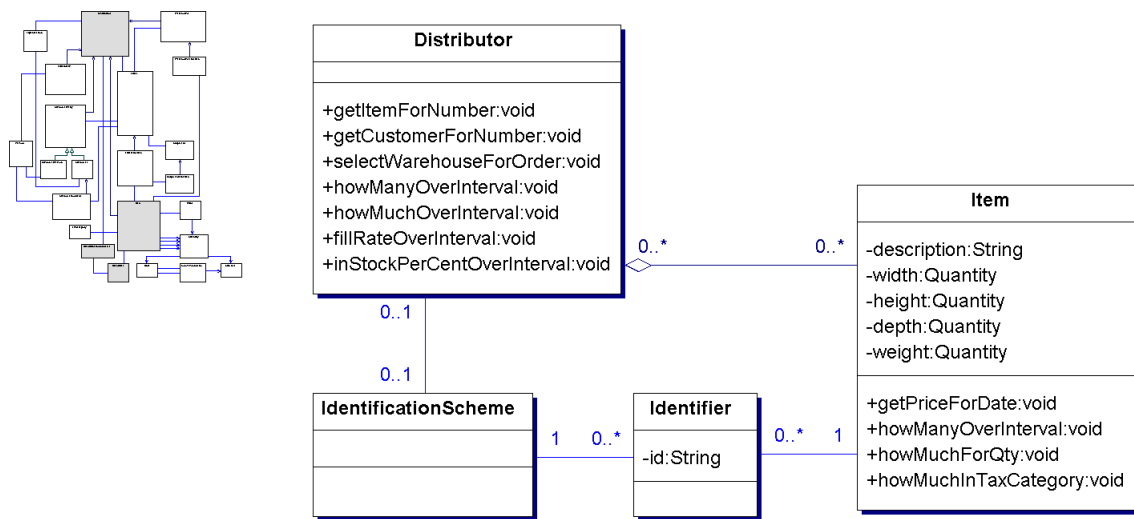 Distributor
+getItemForNumber:void
+getCustomerForNumber:void
+selectWarehouseForOrder:void
+howManyOverInterval:void
+howMuchOverInterval:void
+fillRateOverInterval:void
+inStockPerCentOverInterval:void
0..*
0..*
Item
-description:String
-width:Quantity
-height:Quantity
-depth:Quantity
-weight:Quantity
+getPriceForDate:void
+howManyOverInterval:void
+howMuchForQty:void
+howMuchInTaxCategory:void
0..1
0..1
IdentificationScheme
1
0..*
Identifier
-id:String
0..*
1